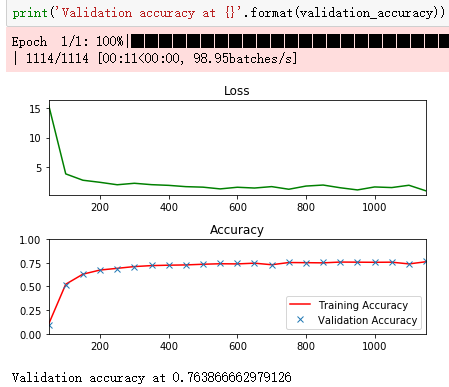 print('Validation accuracy at {}'.format(validation_accuracy))
Epoch  1/1: 100%|
| 1114/1114 [00:11<00:00, 98.95batches/s]
Loss
15
10
5
200 400 600 800 1000
Accuracy
1.00
0.75
0.50
0.25
0.00
Training Accuracy
Validation Accuracy
200 400 600 800 1000
Validation accuracy at 0.763866662979126